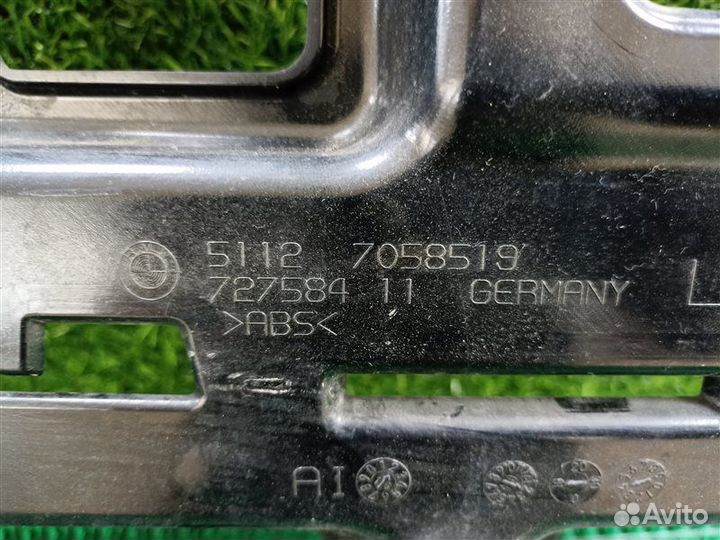 5112 7058519
727584 11 GERMANY L
>ABS<
AI
Avito